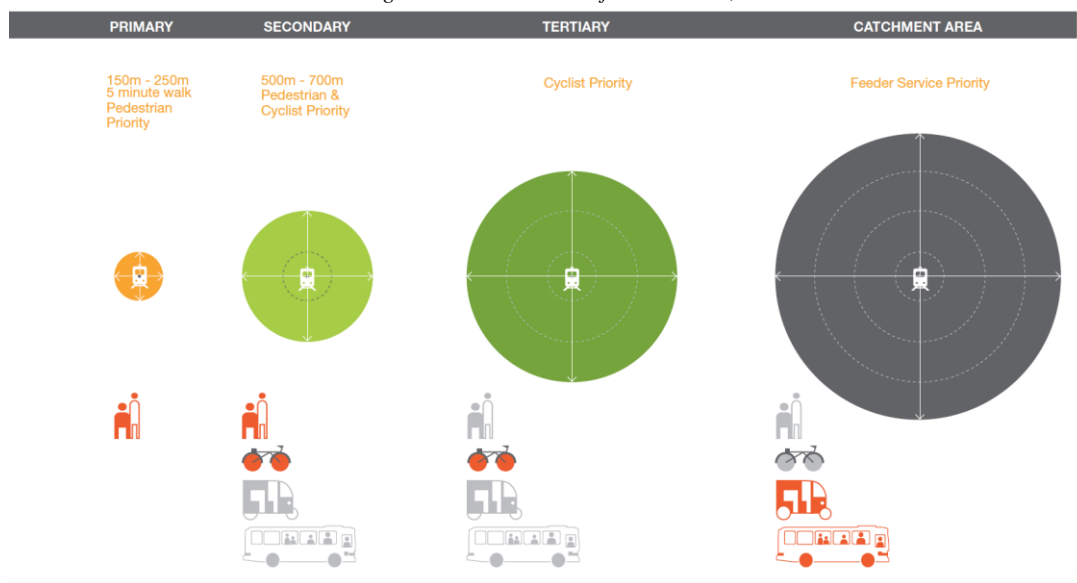 PRIMARY
SECONDARY
TERTIARY
CATCHMENT AREA
150m - 250m
5 minute walk
Pedestrian
Priority
500m - 700m
Pedestrian &
Cyclist Priority
Cyclist Priority
Feeder Service Priority